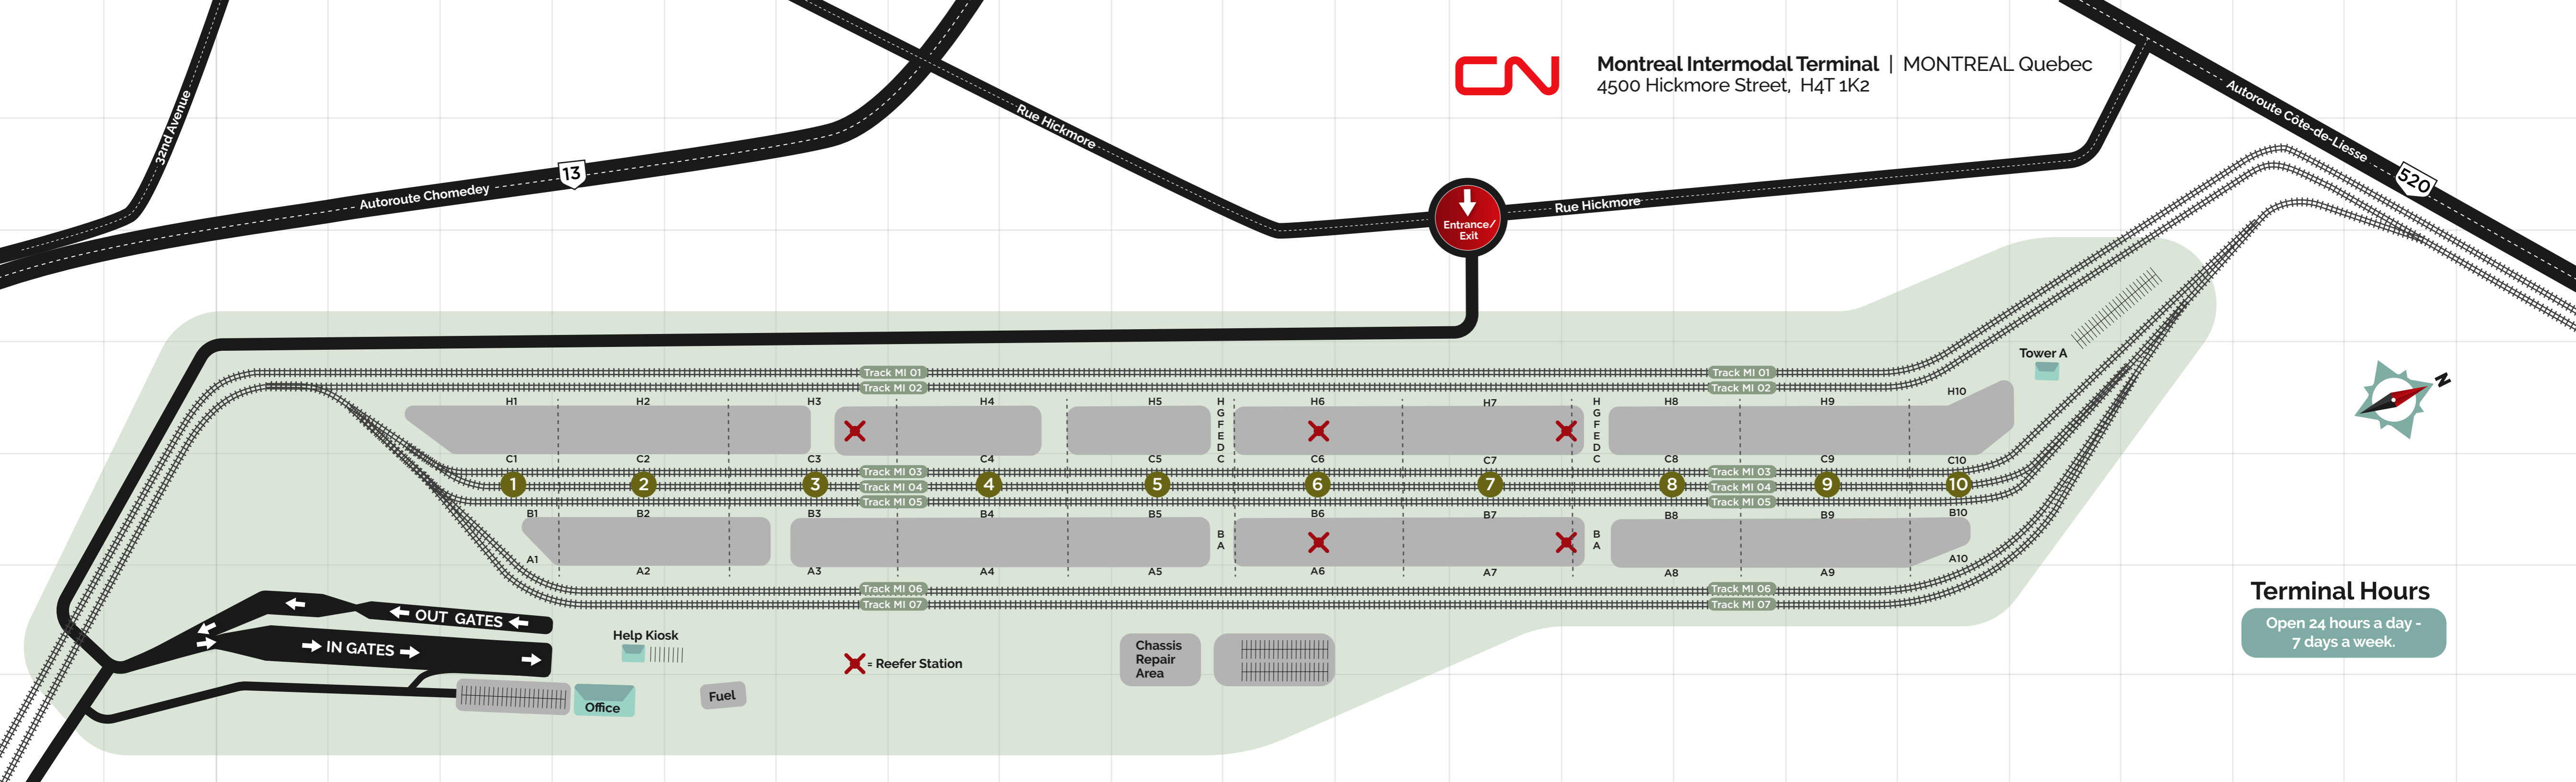 CN
Montreal Intermodal Terminal | MONTREAL Quebec
4500 Hickmore Street, H4T 1K2
32nd Avenue
Autoroute Chomedey
13
Rue Hickmore
Entrance/
Exit
Rue Hickmore
Autoroute Côte-de-Liesse
520
Tower A
N
Track MI 01
Track MI 01
Track MI 02
Track MI 02
H1 H2 H3 H4 H5 H6 H7 H8 H9 H10
H
G
F
E
D
C
H
G
F
E
D
C
C1 C2 C3 C4 C5 C6 C7 C8 C9 C10
Track MI 03
Track MI 03
1 2 3 4 5 6 7 8 9 10
Track MI 04
Track MI 04
Track MI 05
Track MI 05
B1 B2 B3 B4 B5 B6 B7 B8 B9 B10
B
A
B
A
A1 A2 A3 A4 A5 A6 A7 A8 A9 A10
Track MI 06
Track MI 06
Track MI 07
Track MI 07
OUT GATES
IN GATES
Help Kiosk
Office
Fuel
= Reefer Station
Chassis
Repair
Area
Terminal Hours
Open 24 hours a day -
7 days a week.